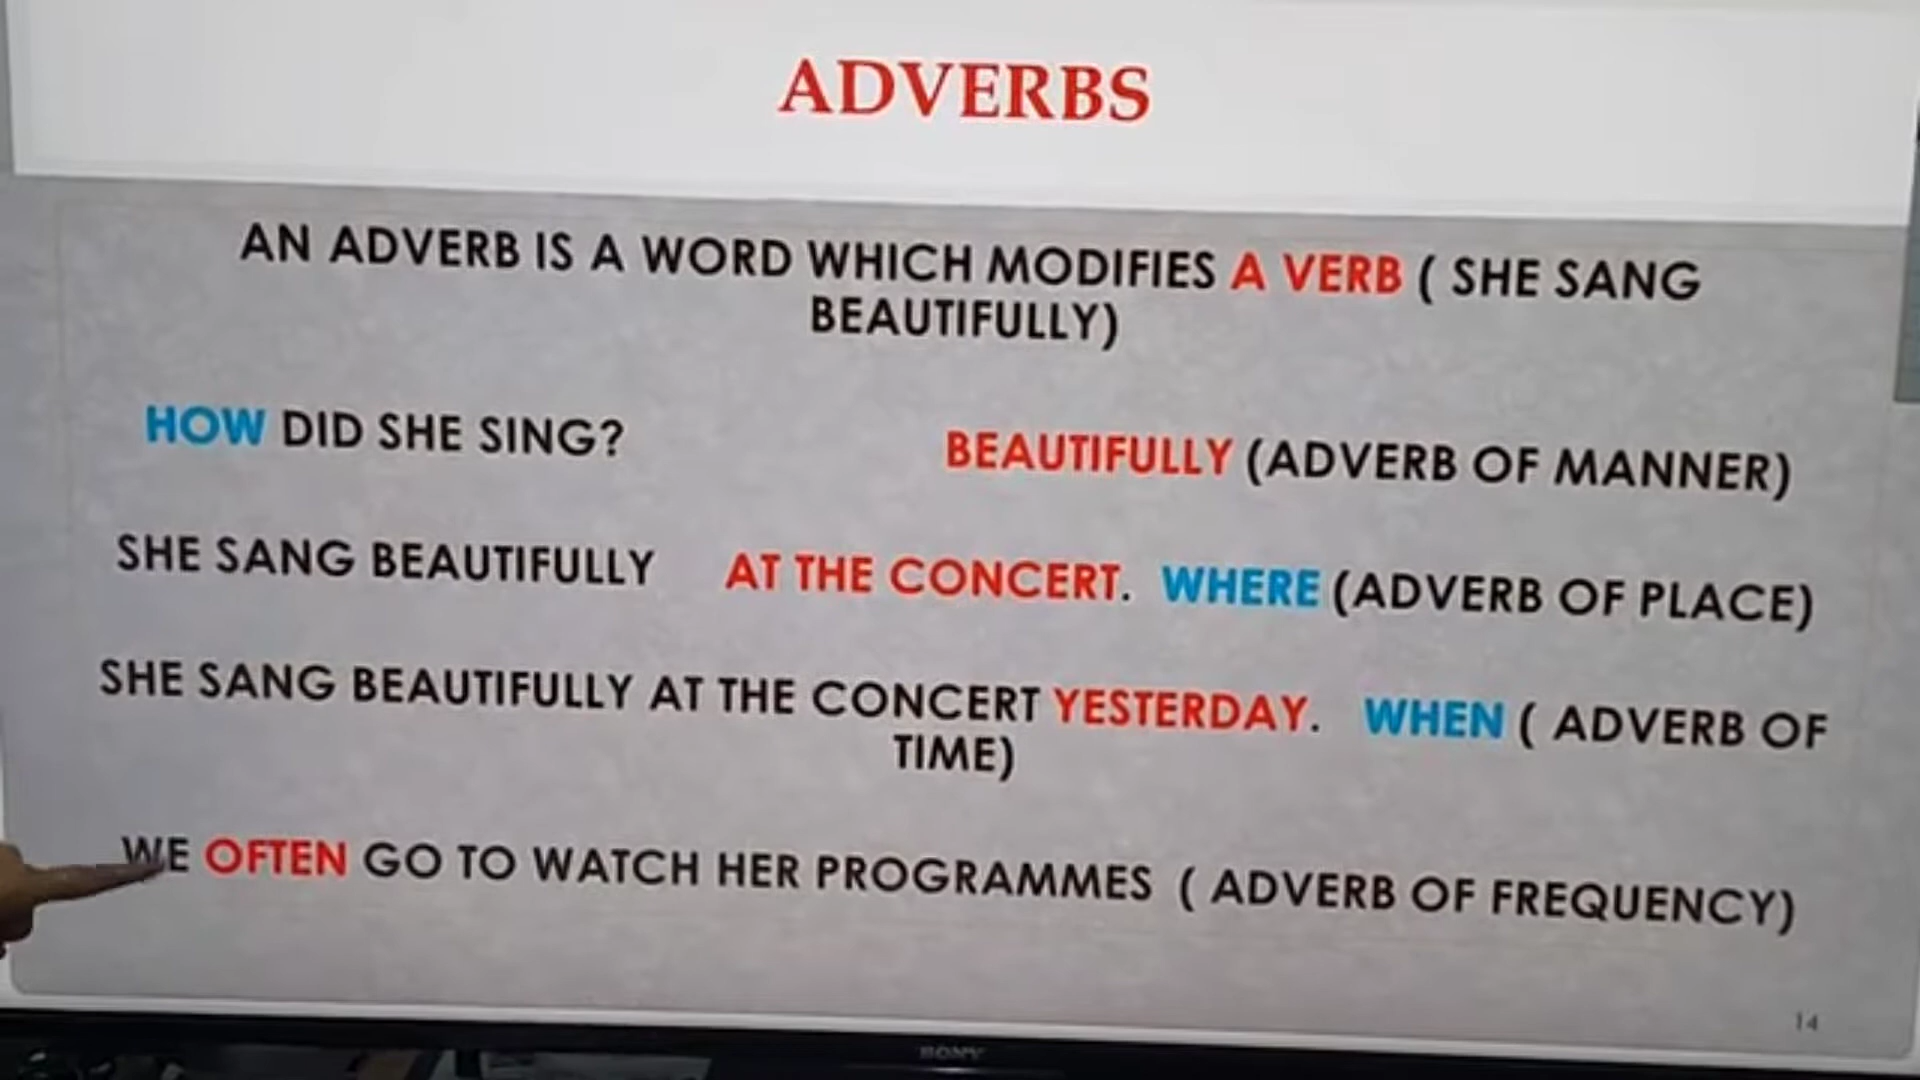 ADVERBS
AN ADVERB IS A WORD WHICH MODIFIES A VERB ( SHE SANG
BEAUTIFULLY)
HOW DID SHE SING? BEAUTIFULLY (ADVERB OF MANNER)
SHE SANG BEAUTIFULLY AT THE CONCERT. WHERE (ADVERB OF PLACE)
SHE SANG BEAUTIFULLY AT THE CONCERT YESTERDAY. WHEN ( ADVERB OF
TIME)
WE OFTEN GO TO WATCH HER PROGRAMMES ( ADVERB OF FREQUENCY)
14
SONY